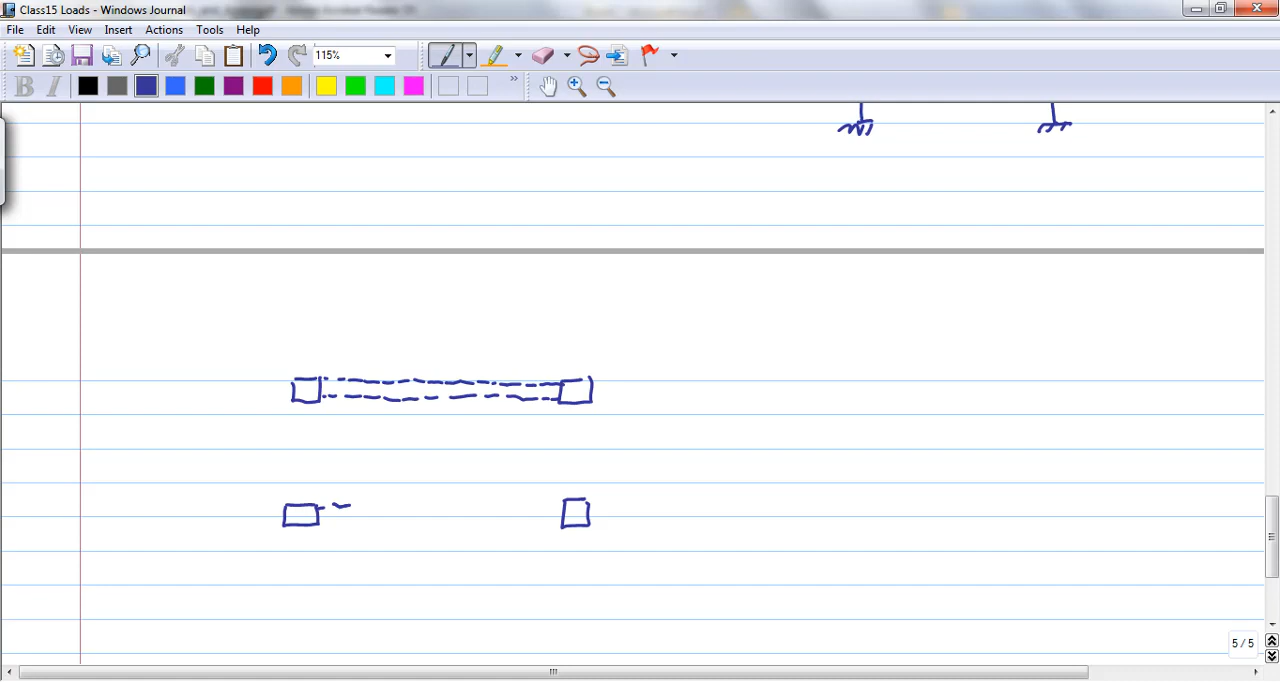 Class15 Loads - Windows Journal
File Edit View Insert Actions Tools Help
115%
B I
5 / 5